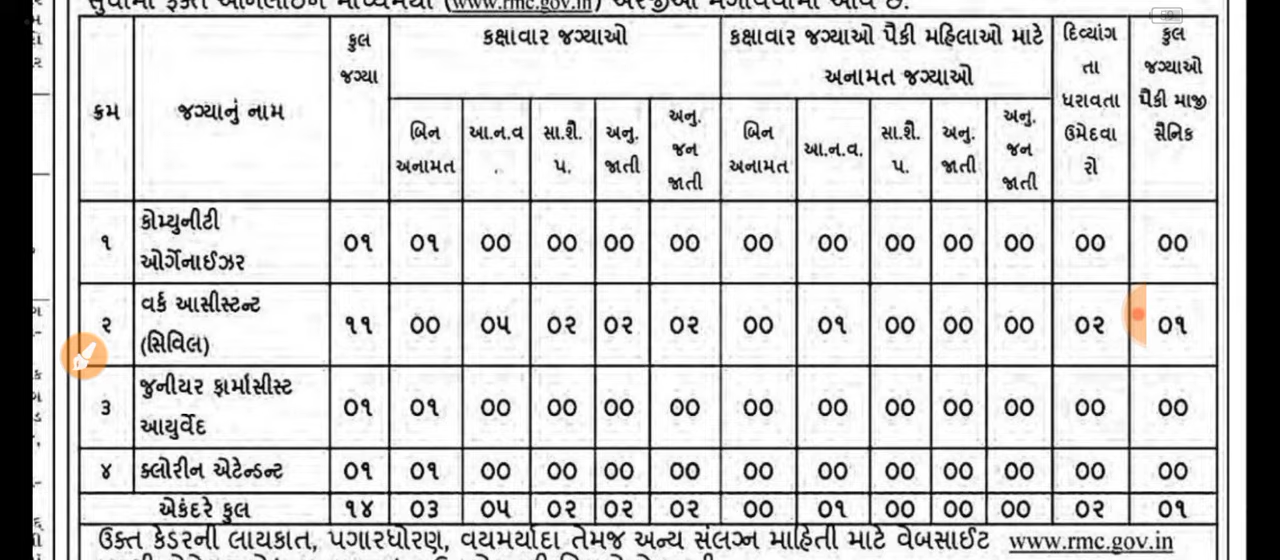 (www.rmc.gov.in)
ક્રમ | જગ્યાનું નામ | કુલ જગ્યા | કક્ષાવાર જગ્યાઓ | કક્ષાવાર જગ્યાઓ પૈકી મહિલાઓ માટે અનામત જગ્યાઓ | દિવ્યાંગતા ધરાવતા ઉમેદવારો | કુલ જગ્યાઓ પૈકી માજી સૈનિક
બિન અનામત | આ.ન.વ. | સા.શૈ.પ. | અનુ. જાતી | અનુ. જન જાતી | બિન અનામત | આ.ન.વ. | સા.શૈ.પ. | અનુ. જાતી | અનુ. જન જાતી
૧ | કોમ્યુનીટી ઓર્ગેનાઈઝર | ૦૧ | ૦૧ | ૦૦ | ૦૦ | ૦૦ | ૦૦ | ૦૦ | ૦૦ | ૦૦ | ૦૦ | ૦૦ | ૦૦ | ૦૦
૨ | વર્ક આસીસ્ટન્ટ (સિવિલ) | ૧૧ | ૦૦ | ૦૫ | ૦૨ | ૦૨ | ૦૨ | ૦૦ | ૦૧ | ૦૦ | ૦૦ | ૦૦ | ૦૨ | ૦૧
૩ | જુનીયર ફાર્માસીસ્ટ આયુર્વેદ | ૦૧ | ૦૧ | ૦૦ | ૦૦ | ૦૦ | ૦૦ | ૦૦ | ૦૦ | ૦૦ | ૦૦ | ૦૦ | ૦૦ | ૦૦
૪ | ક્લોરીન એટેન્ડન્ટ | ૦૧ | ૦૧ | ૦૦ | ૦૦ | ૦૦ | ૦૦ | ૦૦ | ૦૦ | ૦૦ | ૦૦ | ૦૦ | ૦૦ | ૦૦
એકંદરે કુલ | ૧૪ | ૦૩ | ૦૫ | ૦૨ | ૦૨ | ૦૨ | ૦૦ | ૦૧ | ૦૦ | ૦૦ | ૦૦ | ૦૨ | ૦૧
ઉક્ત કેડરની લાયકાત, પગારધોરણ, વયમર્યાદા તેમજ અન્ય સંલગ્ન માહિતી માટે વેબસાઈટ www.rmc.gov.in